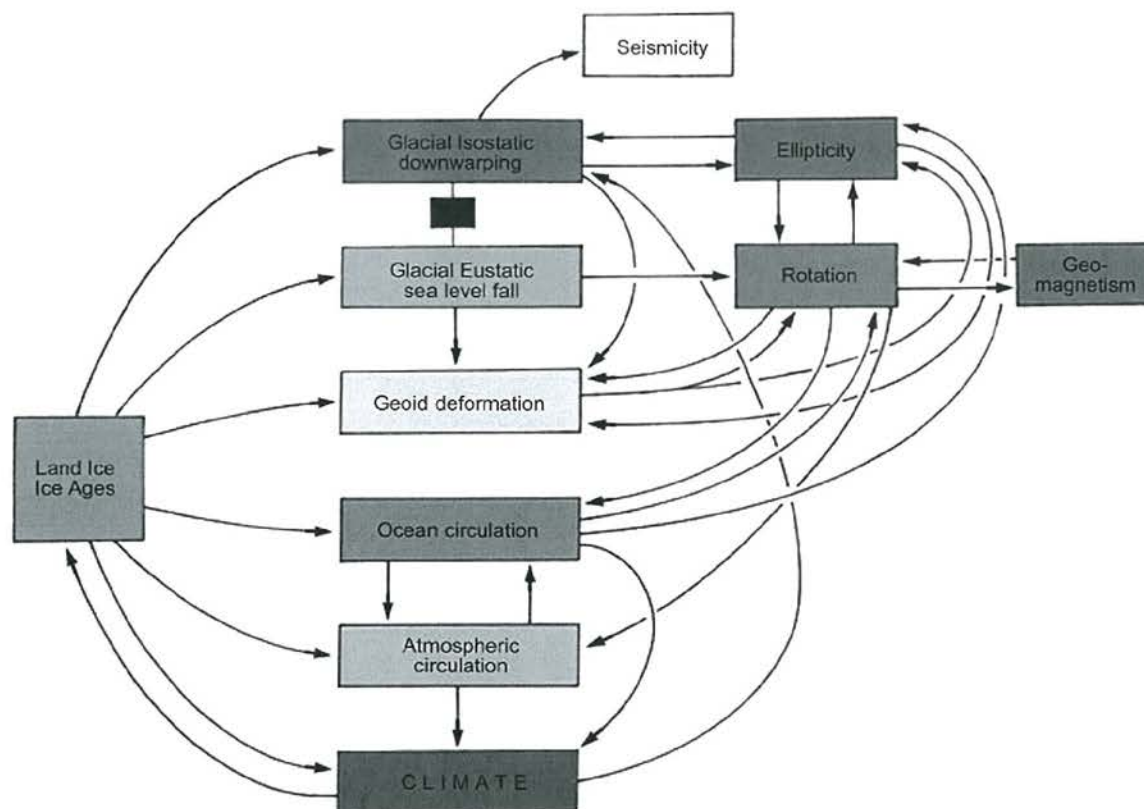 Seismicity
Glacial Isostatic
downwarping
Ellipticity
Glacial Eustatic
sea level fall
Rotation
Geo-
magnetism
Geoid deformation
Land Ice
Ice Ages
Ocean circulation
Atmospheric
circulation
CLIMATE